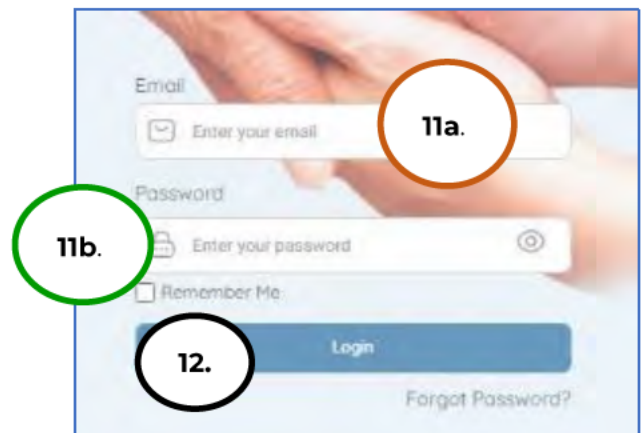 Email
Enter your email
11a.
Password
11b.
Enter your password
Remember Me
12.
Login
Forgot Password?